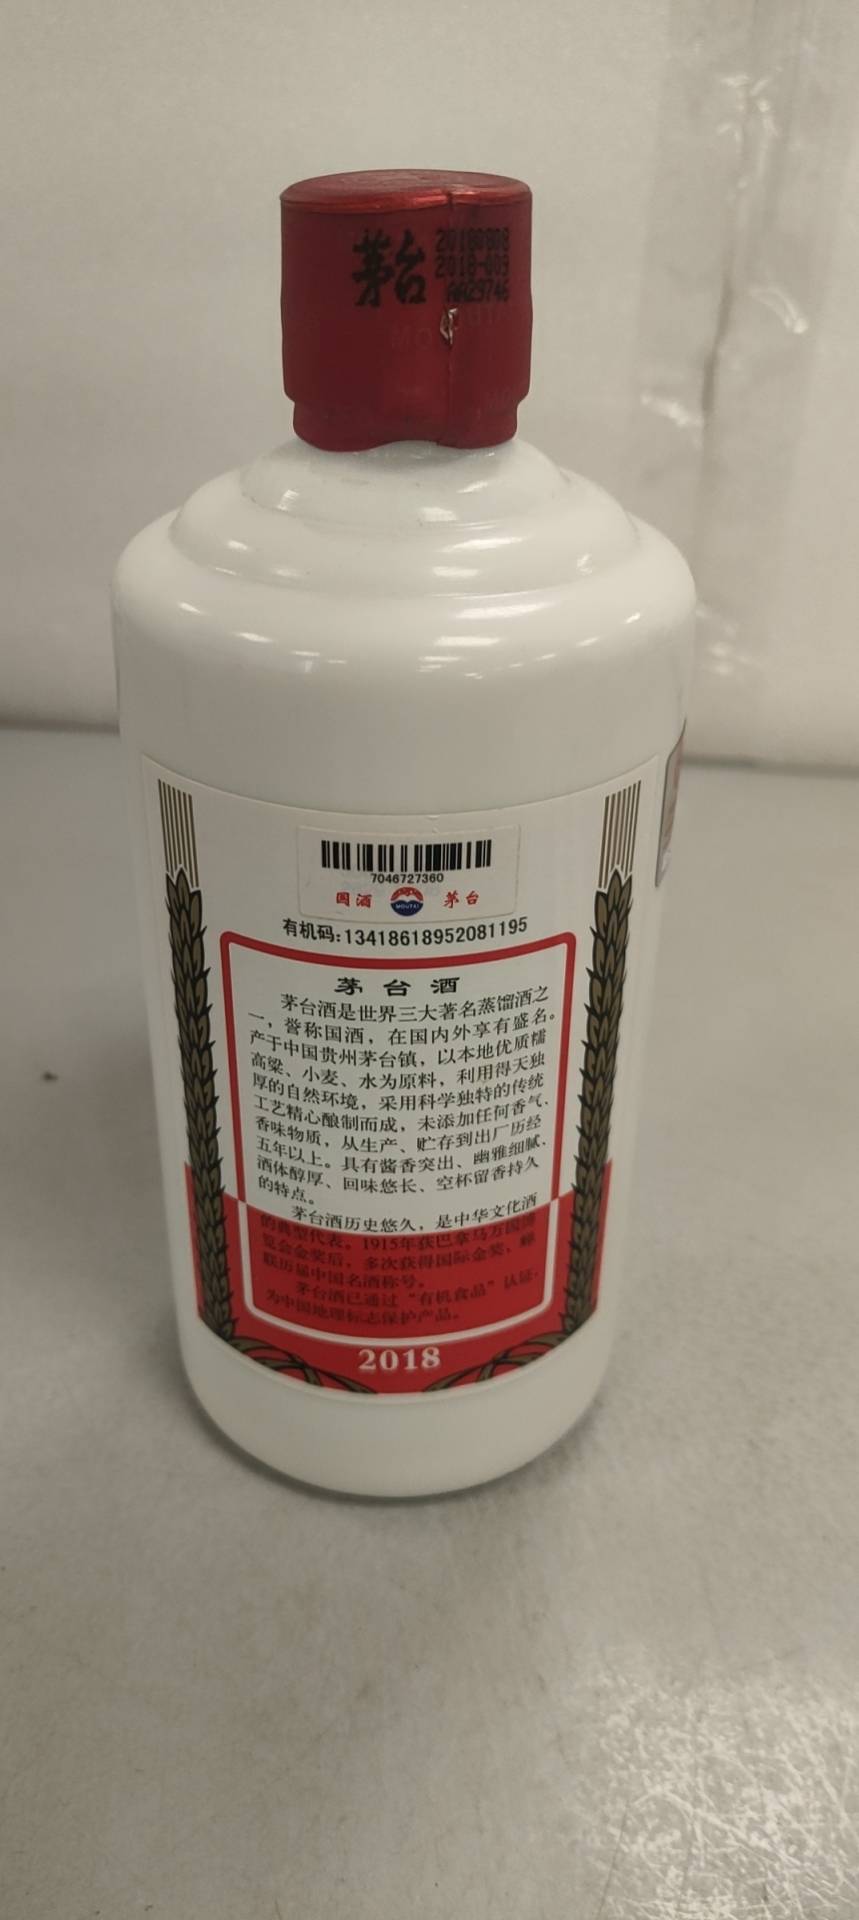 茅台
20180808
2018-009
AA29746
7046727360
国酒
MOUTAI
茅台
有机码:13418618952081195
茅台酒
茅台酒是世界三大著名蒸馏酒之
一，誉称国酒，在国内外享有盛名。
产于中国贵州茅台镇，以本地优质糯
高粱、小麦、水为原料，利用得天独
厚的自然环境，采用科学独特的传统
工艺精心酿制而成，未添加任何香气、
香味物质，从生产、贮存到出厂历经
五年以上。具有酱香突出、幽雅细腻、
酒体醇厚、回味悠长、空杯留香持久
的特点。
茅台酒历史悠久，是中华文化酒
的典型代表。1915年获巴拿马万国博
览会金奖后，多次获得国际金奖，蝉
联历届中国名酒称号。
茅台酒已通过“有机食品”认证，
为中国地理标志保护产品。
2018